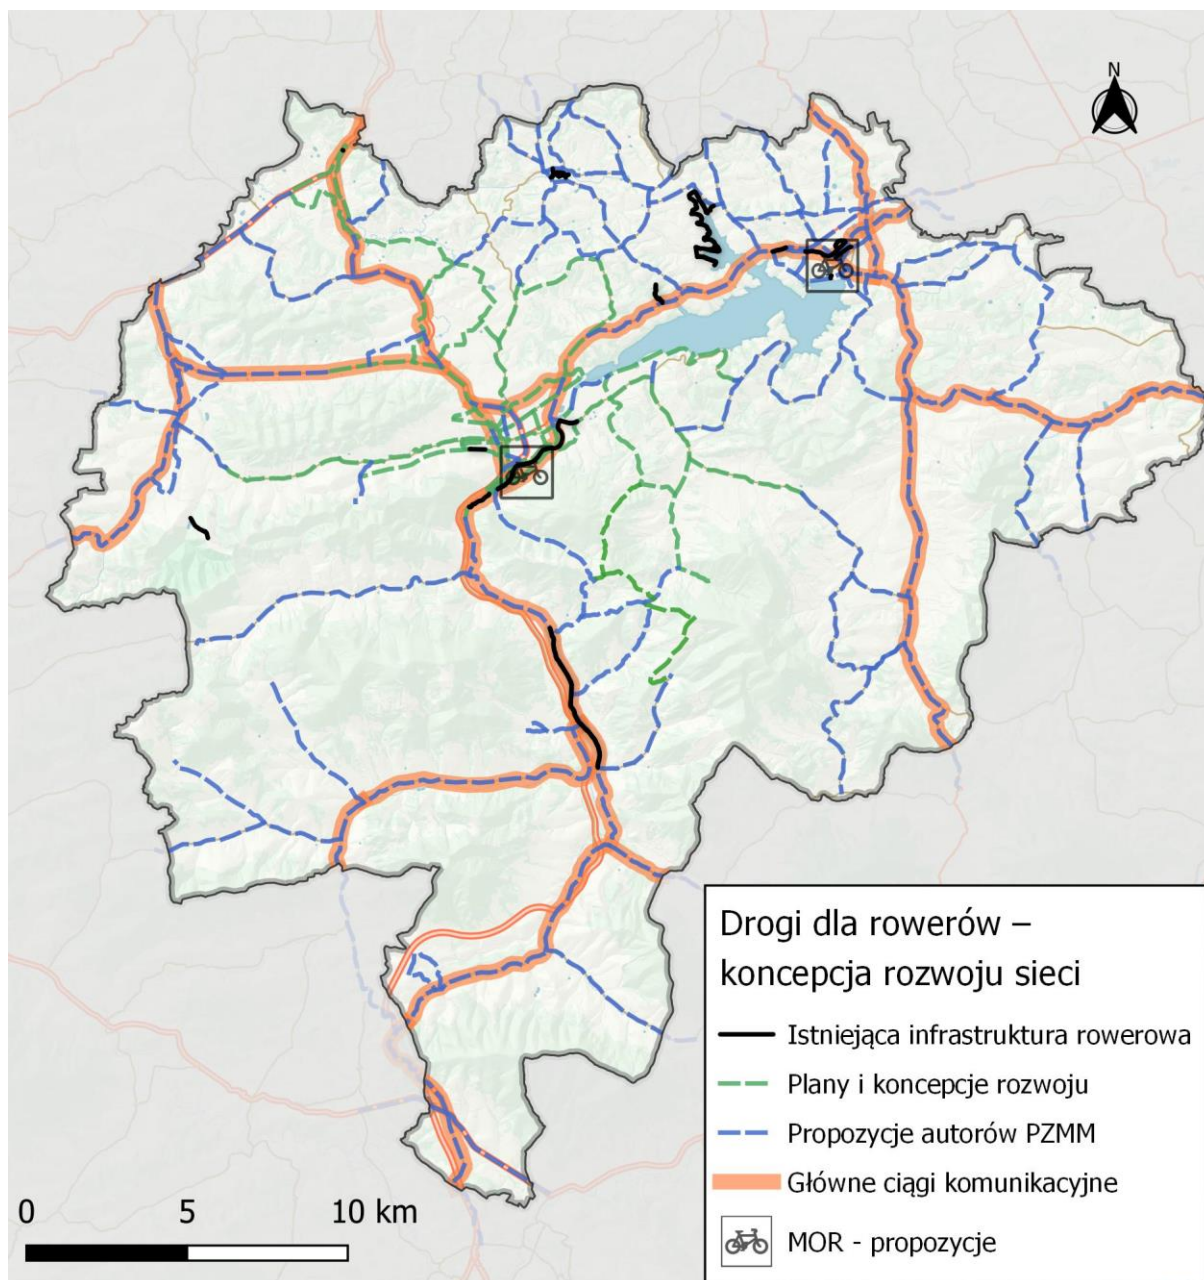 N
Drogi dla rowerów –
koncepcja rozwoju sieci
Istniejąca infrastruktura rowerowa
Plany i koncepcje rozwoju
Propozycje autorów PZMM
Główne ciągi komunikacyjne
MOR - propozycje
0 5 10 km